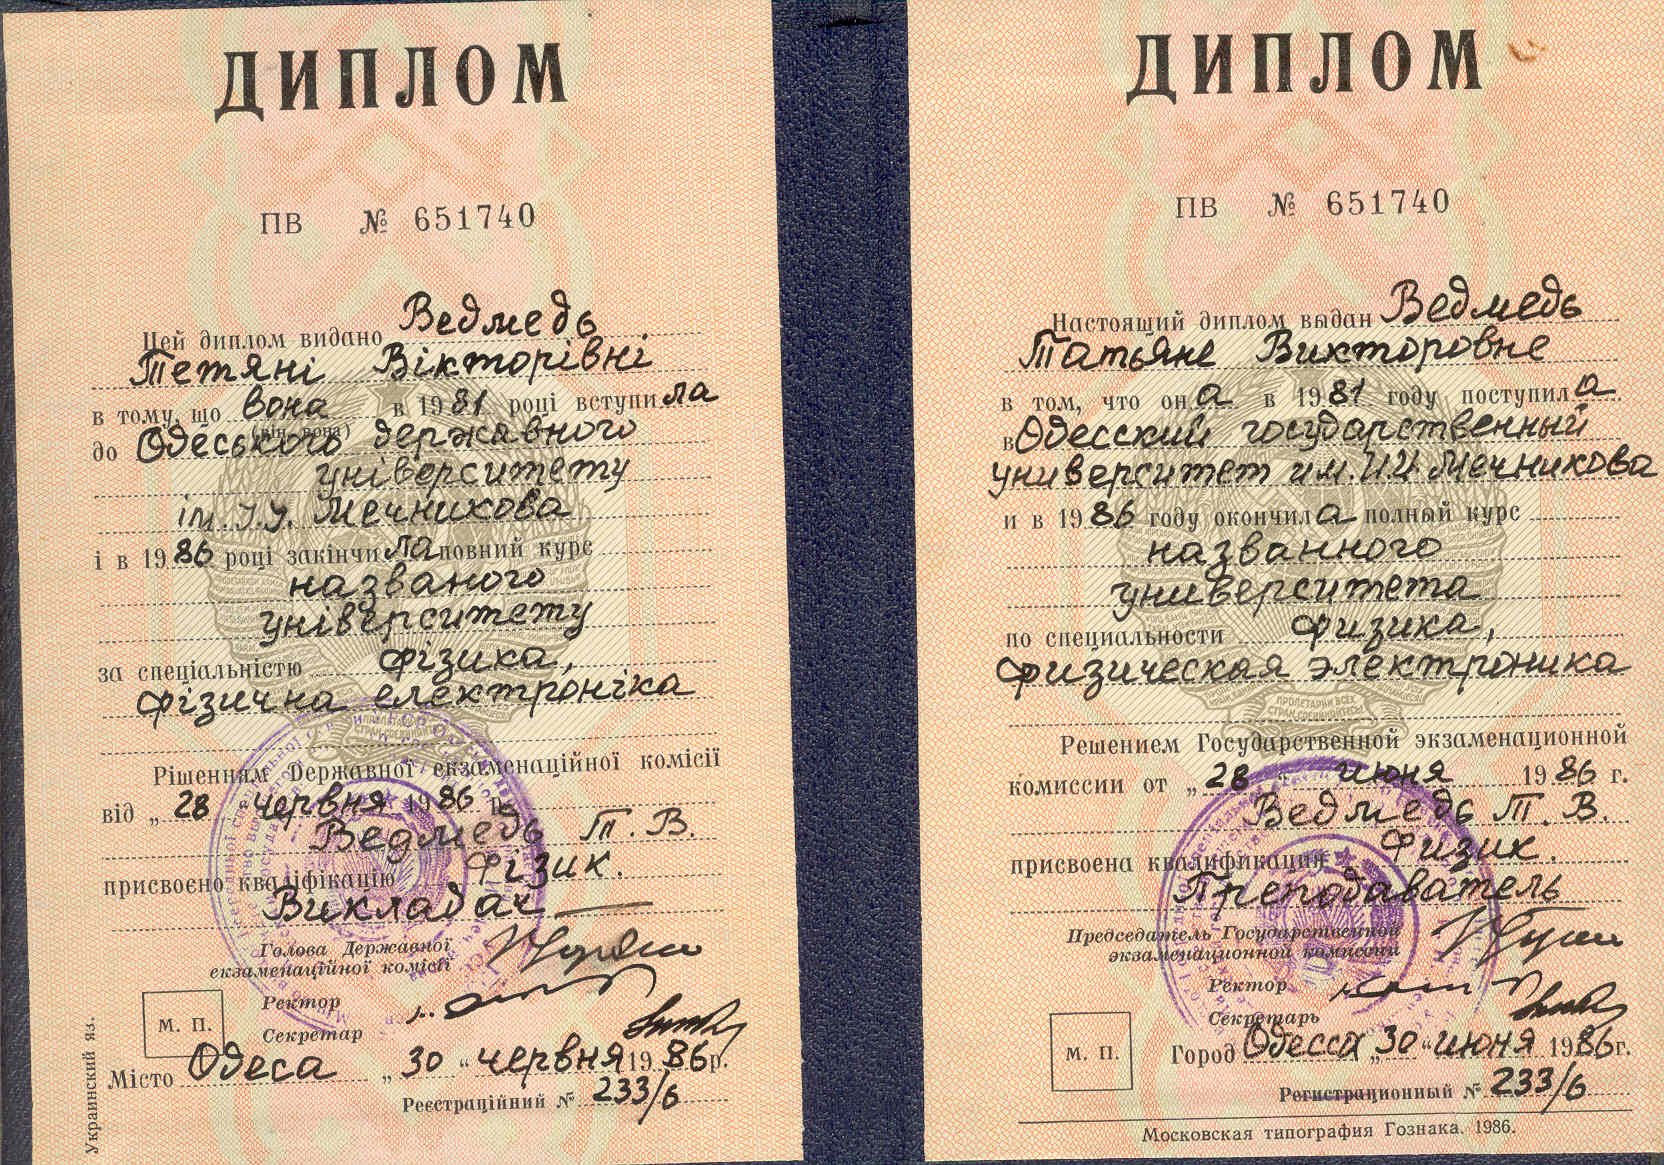 ДИПЛОМ
ПВ № 651740
Цей диплом видано Ведмедь
Тетяні Вікторівні
в тому, що вона в 1981 році вступила
(він, вона)
до Одеського державного
університету
ім. І.І. Мечникова
і в 1986 році закінчила повний курс
названого
університету
за спеціальністю фізика,
фізична електроніка
Рішенням Державної екзаменаційної комісії
від „28“ червня 1986 р.
Ведмедь Т. В.
присвоєно кваліфікацію Фізик.
Викладач
Голова Державної
екзаменаційної комісії
Ректор
Секретар
М. П.
Місто Одеса „30“ червня 1986 р.
Реєстраційний № 233/6
Украинский яз.
ДИПЛОМ
ПВ № 651740
Настоящий диплом выдан Ведмедь
Татьяне Викторовне
в том, что она в 1981 году поступила
в Одесский государственный
университет им. И.И. Мечникова
и в 1986 году окончила полный курс
названного
университета
по специальности физика,
физическая электроника
Решением Государственной экзаменационной
комиссии от „28“ июня 1986 г.
Ведмедь Т. В.
присвоена квалификация Физик.
Преподаватель
Председатель Государственной
экзаменационной комиссии
Ректор
Секретарь
М. П.
Город Одесса „30“ июня 1986 г.
Регистрационный № 233/6
Московская типография Гознака. 1986.